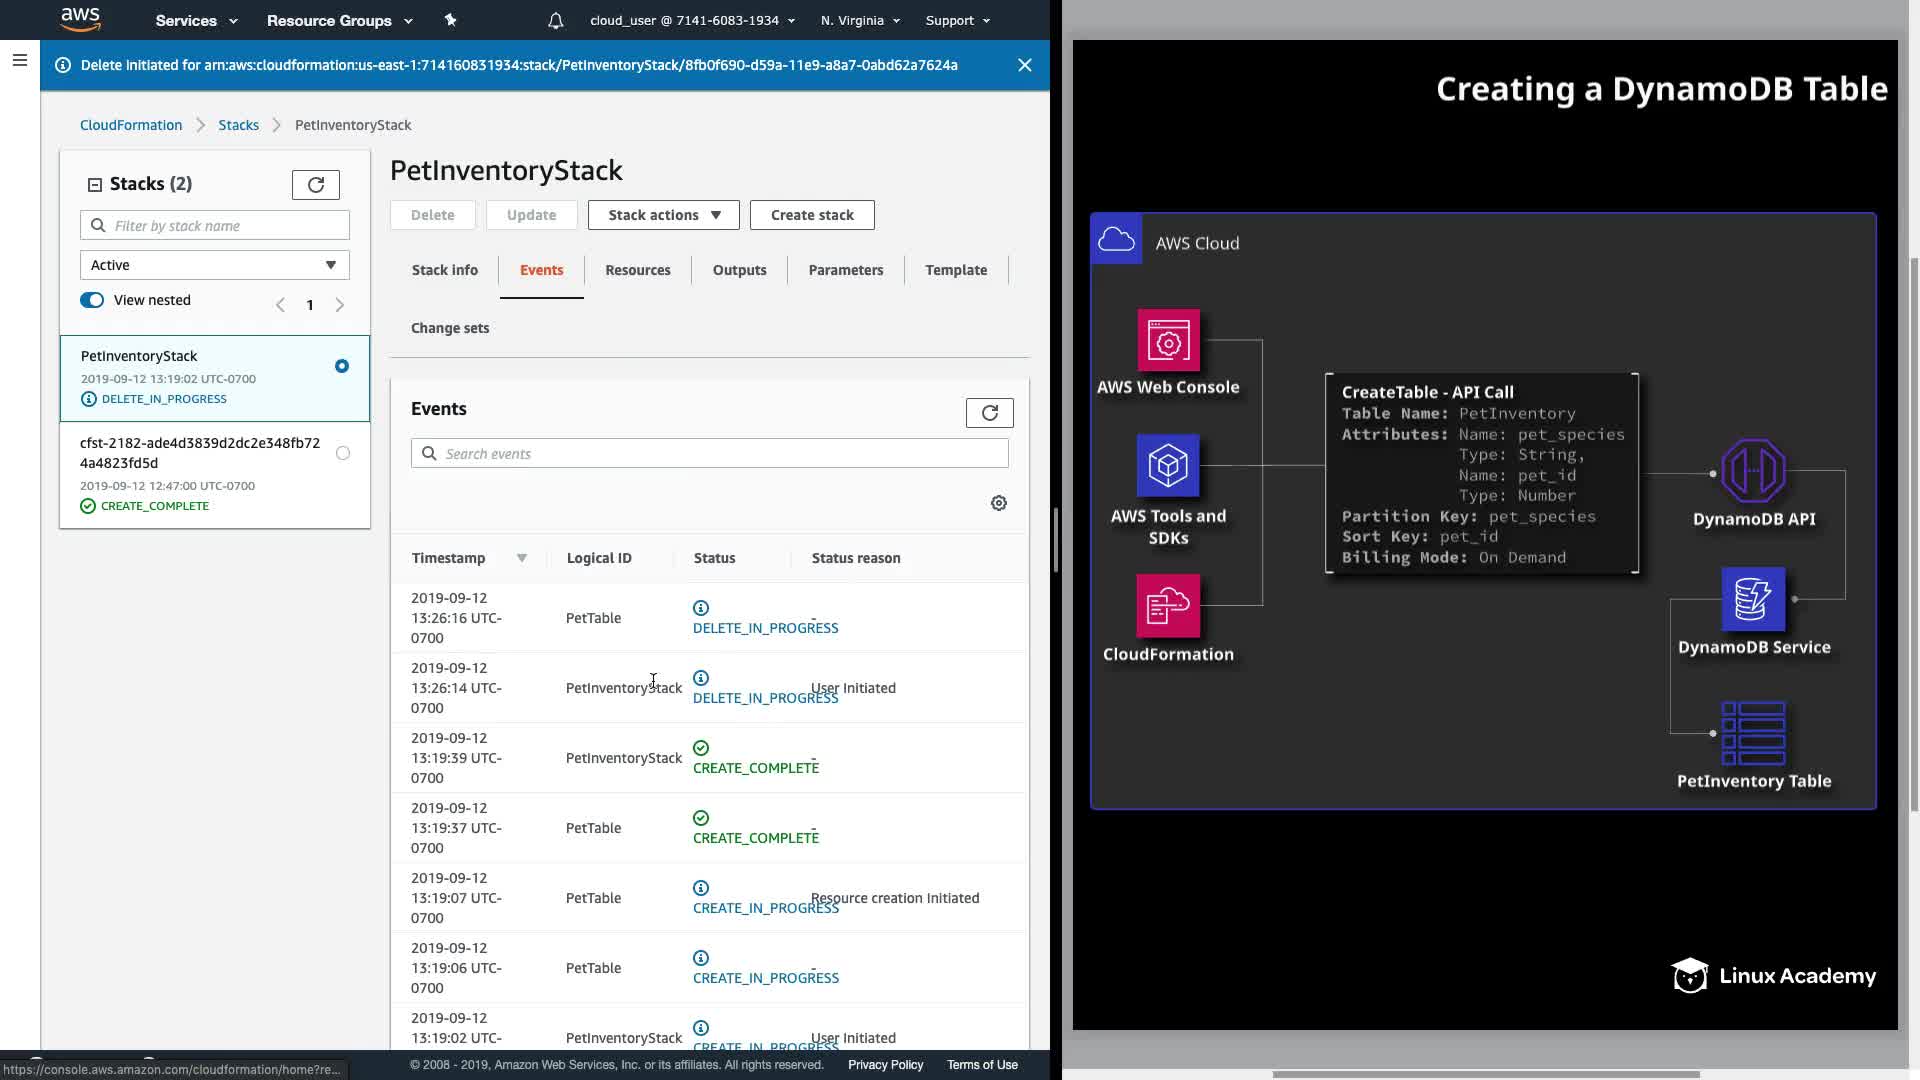 aws
Services
Resource Groups
cloud_user @ 7141-6083-1934
N. Virginia
Support
Delete initiated for arn:aws:cloudformation:us-east-1:714160831934:stack/PetInventoryStack/8fb0f690-d59a-11e9-a8a7-0abd62a7624a
CloudFormation
Stacks
PetInventoryStack
Stacks (2)
Filter by stack name
Active
View nested
1
PetInventoryStack
2019-09-12 13:19:02 UTC-0700
DELETE_IN_PROGRESS
cfst-2182-ade4d3839d2dc2e348fb72
4a4823fd5d
2019-09-12 12:47:00 UTC-0700
CREATE_COMPLETE
PetInventoryStack
Delete
Update
Stack actions
Create stack
Stack info
Events
Resources
Outputs
Parameters
Template
Change sets
Events
Search events
Timestamp
Logical ID
Status
Status reason
2019-09-12
13:26:16 UTC-
0700
PetTable
DELETE_IN_PROGRESS
-
2019-09-12
13:26:14 UTC-
0700
PetInventoryStack
DELETE_IN_PROGRESS
User Initiated
2019-09-12
13:19:39 UTC-
0700
PetInventoryStack
CREATE_COMPLETE
-
2019-09-12
13:19:37 UTC-
0700
PetTable
CREATE_COMPLETE
-
2019-09-12
13:19:07 UTC-
0700
PetTable
CREATE_IN_PROGRESS
Resource creation Initiated
2019-09-12
13:19:06 UTC-
0700
PetTable
CREATE_IN_PROGRESS
-
2019-09-12
13:19:02 UTC-
PetInventoryStack
CREATE_IN_PROGRESS
User Initiated
© 2008 - 2019, Amazon Web Services, Inc. or its affiliates. All rights reserved.
Privacy Policy
Terms of Use
https://console.aws.amazon.com/cloudformation/home?re...
Creating a DynamoDB Table
AWS Cloud
AWS Web Console
AWS Tools and
SDKs
CloudFormation
CreateTable - API Call
Table Name: PetInventory
Attributes: Name: pet_species
Type: String,
Name: pet_id
Type: Number
Partition Key: pet_species
Sort Key: pet_id
Billing Mode: On Demand
DynamoDB API
DynamoDB Service
PetInventory Table
Linux Academy